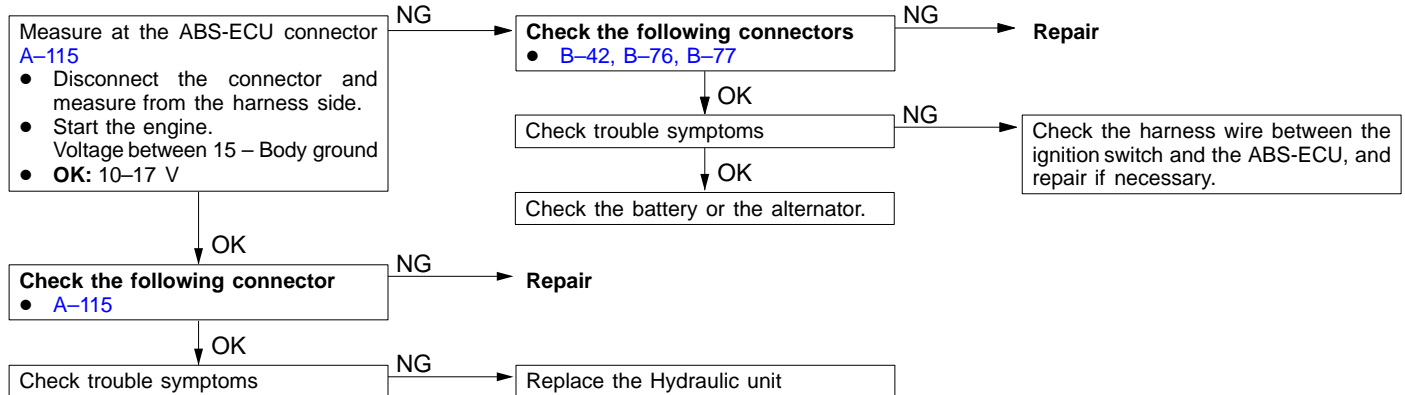 Measure at the ABS-ECU connector
A–115
● Disconnect the connector and
measure from the harness side.
● Start the engine.
Voltage between 15 – Body ground
● OK: 10–17 V
NG
Check the following connectors
● B–42, B–76, B–77
NG
Repair
OK
Check trouble symptoms
NG
Check the harness wire between the
ignition switch and the ABS-ECU, and
repair if necessary.
OK
Check the battery or the alternator.
OK
Check the following connector
● A–115
NG
Repair
OK
Check trouble symptoms
NG
Replace the Hydraulic unit